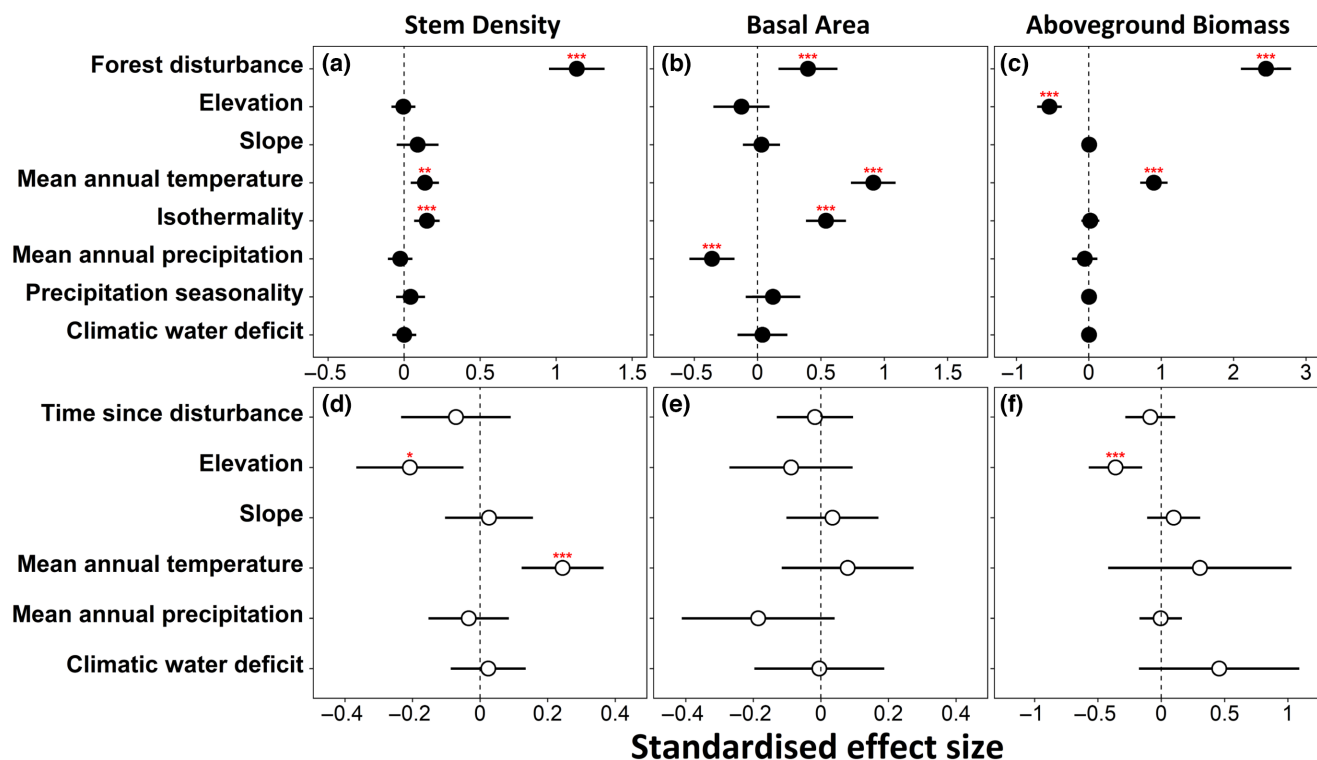 Stem Density Basal Area Aboveground Biomass
Forest disturbance (a) *** (b) *** (c) ***
Elevation ***
Slope
Mean annual temperature ** *** ***
Isothermality *** ***
Mean annual precipitation ***
Precipitation seasonality
Climatic water deficit
–0.5 0 0.5 1 1.5 –0.5 0 0.5 1 –1 0 1 2 3
Time since disturbance (d) (e) (f)
Elevation * ***
Slope
Mean annual temperature ***
Mean annual precipitation
Climatic water deficit
–0.4 –0.2 0 0.2 0.4 –0.4 –0.2 0 0.2 0.4 –1 –0.5 0 0.5 1
Standardised effect size